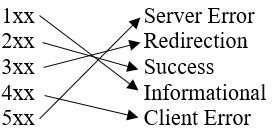 1xx Server Error
2xx Redirection
3xx Success
4xx Informational
5xx Client Error